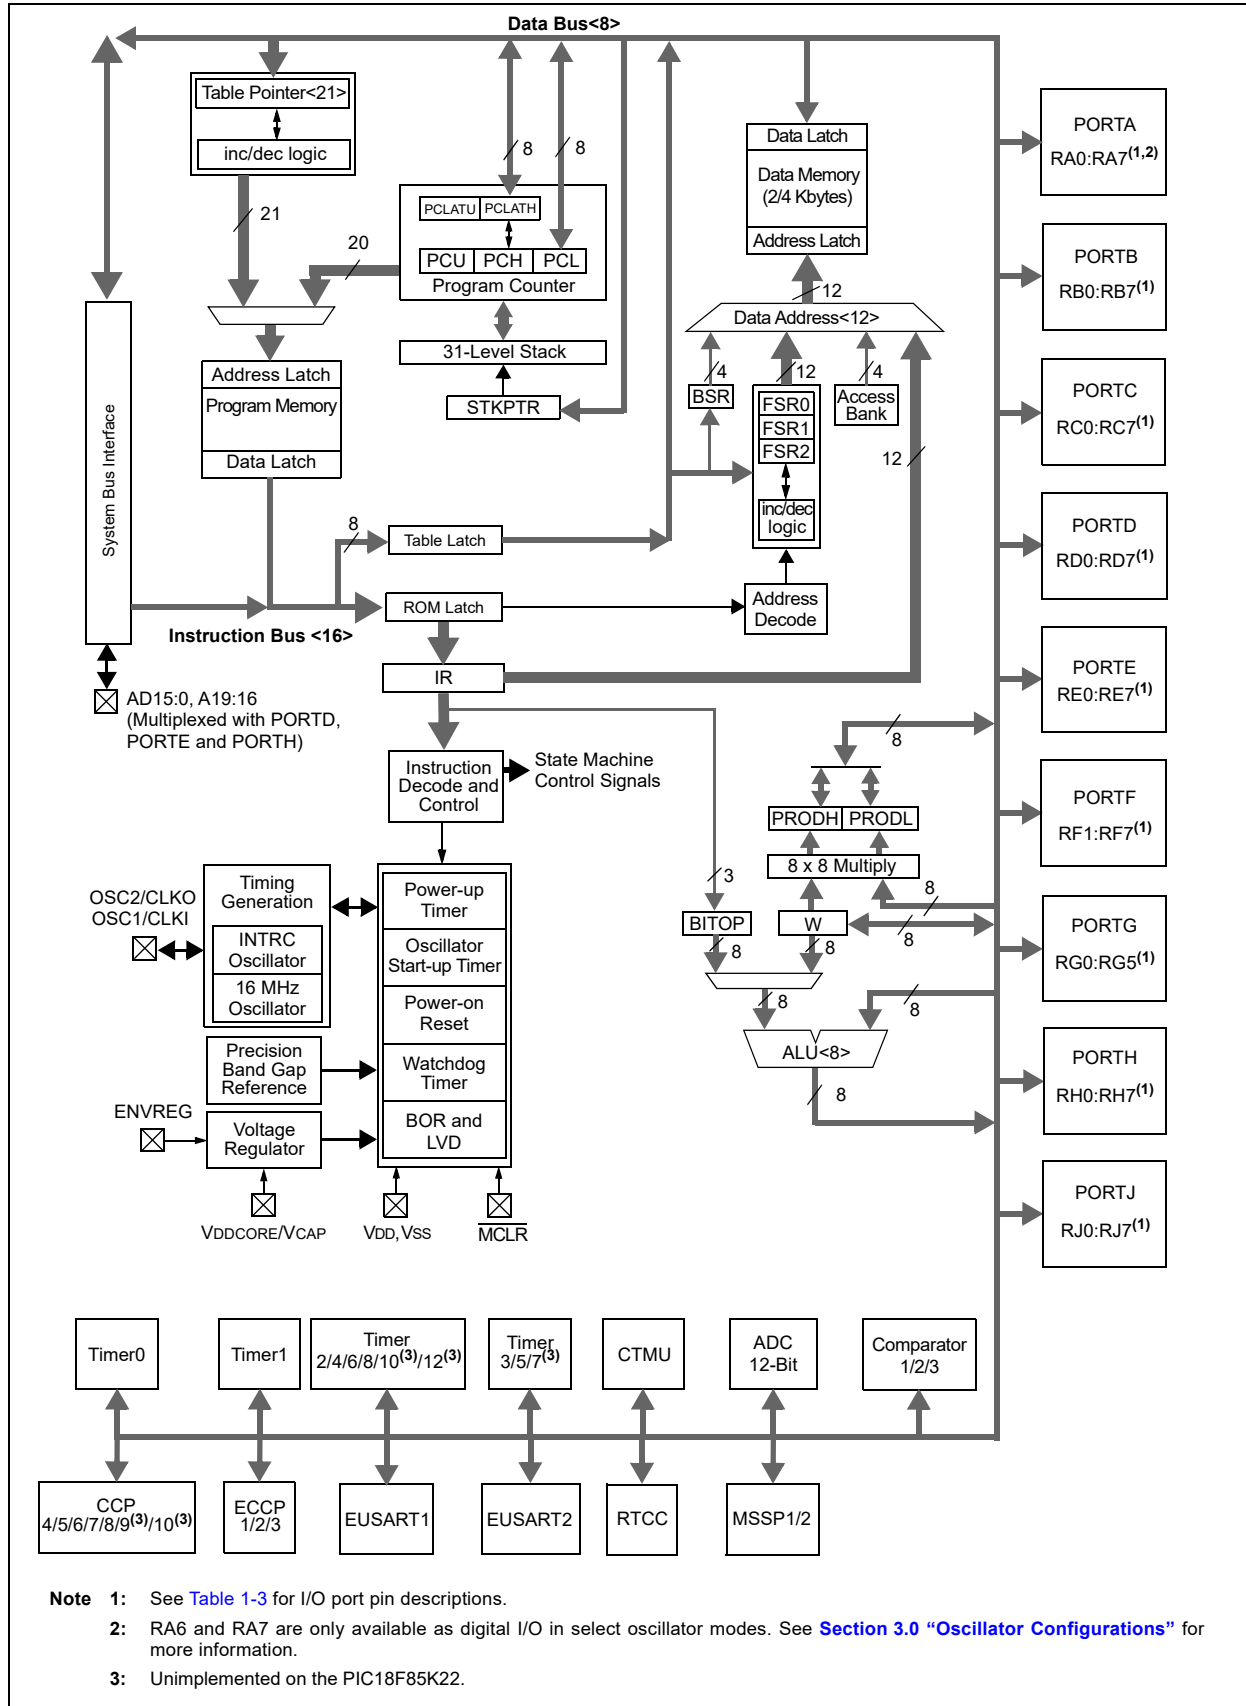 Data Bus<8>
Table Pointer<21>
inc/dec logic
21
8
8
PCLATU
PCLATH
20
PCU
PCH
PCL
Program Counter
31-Level Stack
STKPTR
System Bus Interface
Address Latch
Program Memory
Data Latch
8
Table Latch
ROM Latch
Instruction Bus <16>
IR
AD15:0, A19:16
(Multiplexed with PORTD,
PORTE and PORTH)
Data Latch
Data Memory
(2/4 Kbytes)
Address Latch
12
Data Address<12>
4
12
4
BSR
FSR0
FSR1
FSR2
inc/dec
logic
Access
Bank
12
Address
Decode
Instruction
Decode and
Control
State Machine
Control Signals
8
PRODH
PRODL
8 x 8 Multiply
3
8
BITOP
W
8
8
8
8
8
ALU<8>
8
OSC2/CLKO
OSC1/CLKI
Timing
Generation
INTRC
Oscillator
16 MHz
Oscillator
Precision
Band Gap
Reference
ENVREG
Voltage
Regulator
Power-up
Timer
Oscillator
Start-up Timer
Power-on
Reset
Watchdog
Timer
BOR and
LVD
VDDCORE/VCAP
VDD, VSS
MCLR
PORTA
RA0:RA7(1,2)
PORTB
RB0:RB7(1)
PORTC
RC0:RC7(1)
PORTD
RD0:RD7(1)
PORTE
RE0:RE7(1)
PORTF
RF1:RF7(1)
PORTG
RG0:RG5(1)
PORTH
RH0:RH7(1)
PORTJ
RJ0:RJ7(1)
Timer0
Timer1
Timer
2/4/6/8/10(3)/12(3)
Timer
3/5/7(3)
CTMU
ADC
12-Bit
Comparator
1/2/3
CCP
4/5/6/7/8/9(3)/10(3)
ECCP
1/2/3
EUSART1
EUSART2
RTCC
MSSP1/2
Note 1: See Table 1-3 for I/O port pin descriptions.
2: RA6 and RA7 are only available as digital I/O in select oscillator modes. See Section 3.0 “Oscillator Configurations” for
more information.
3: Unimplemented on the PIC18F85K22.